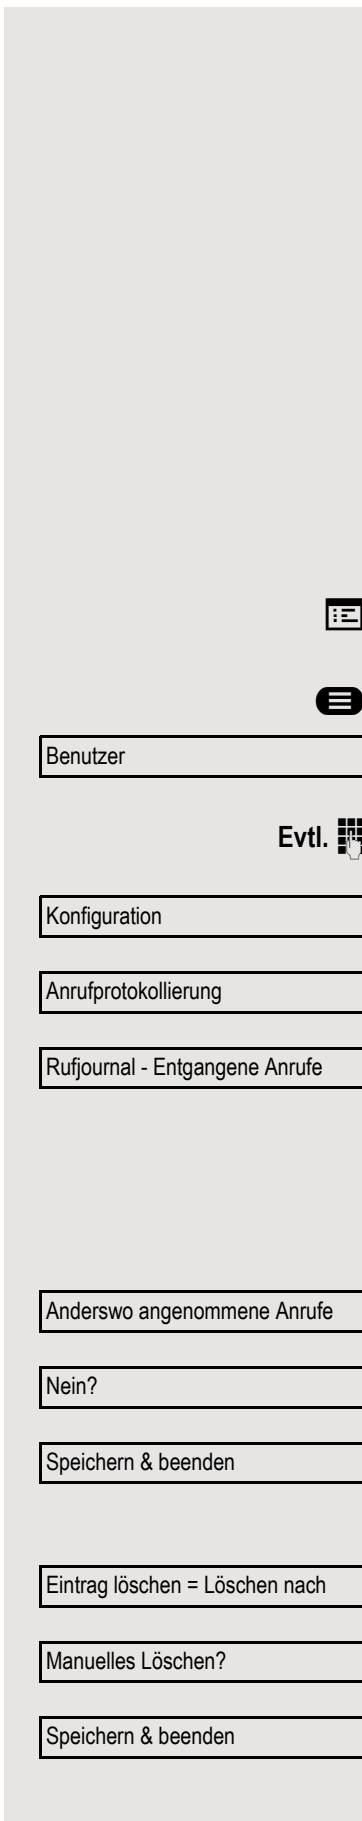 Benutzer
Evtl.
Konfiguration
Anrufprotokollierung
Rufjournal - Entgangene Anrufe
Anderswo angenommene Anrufe
Nein?
Speichern & beenden
Eintrag löschen = Löschen nach
Manuelles Löschen?
Speichern & beenden